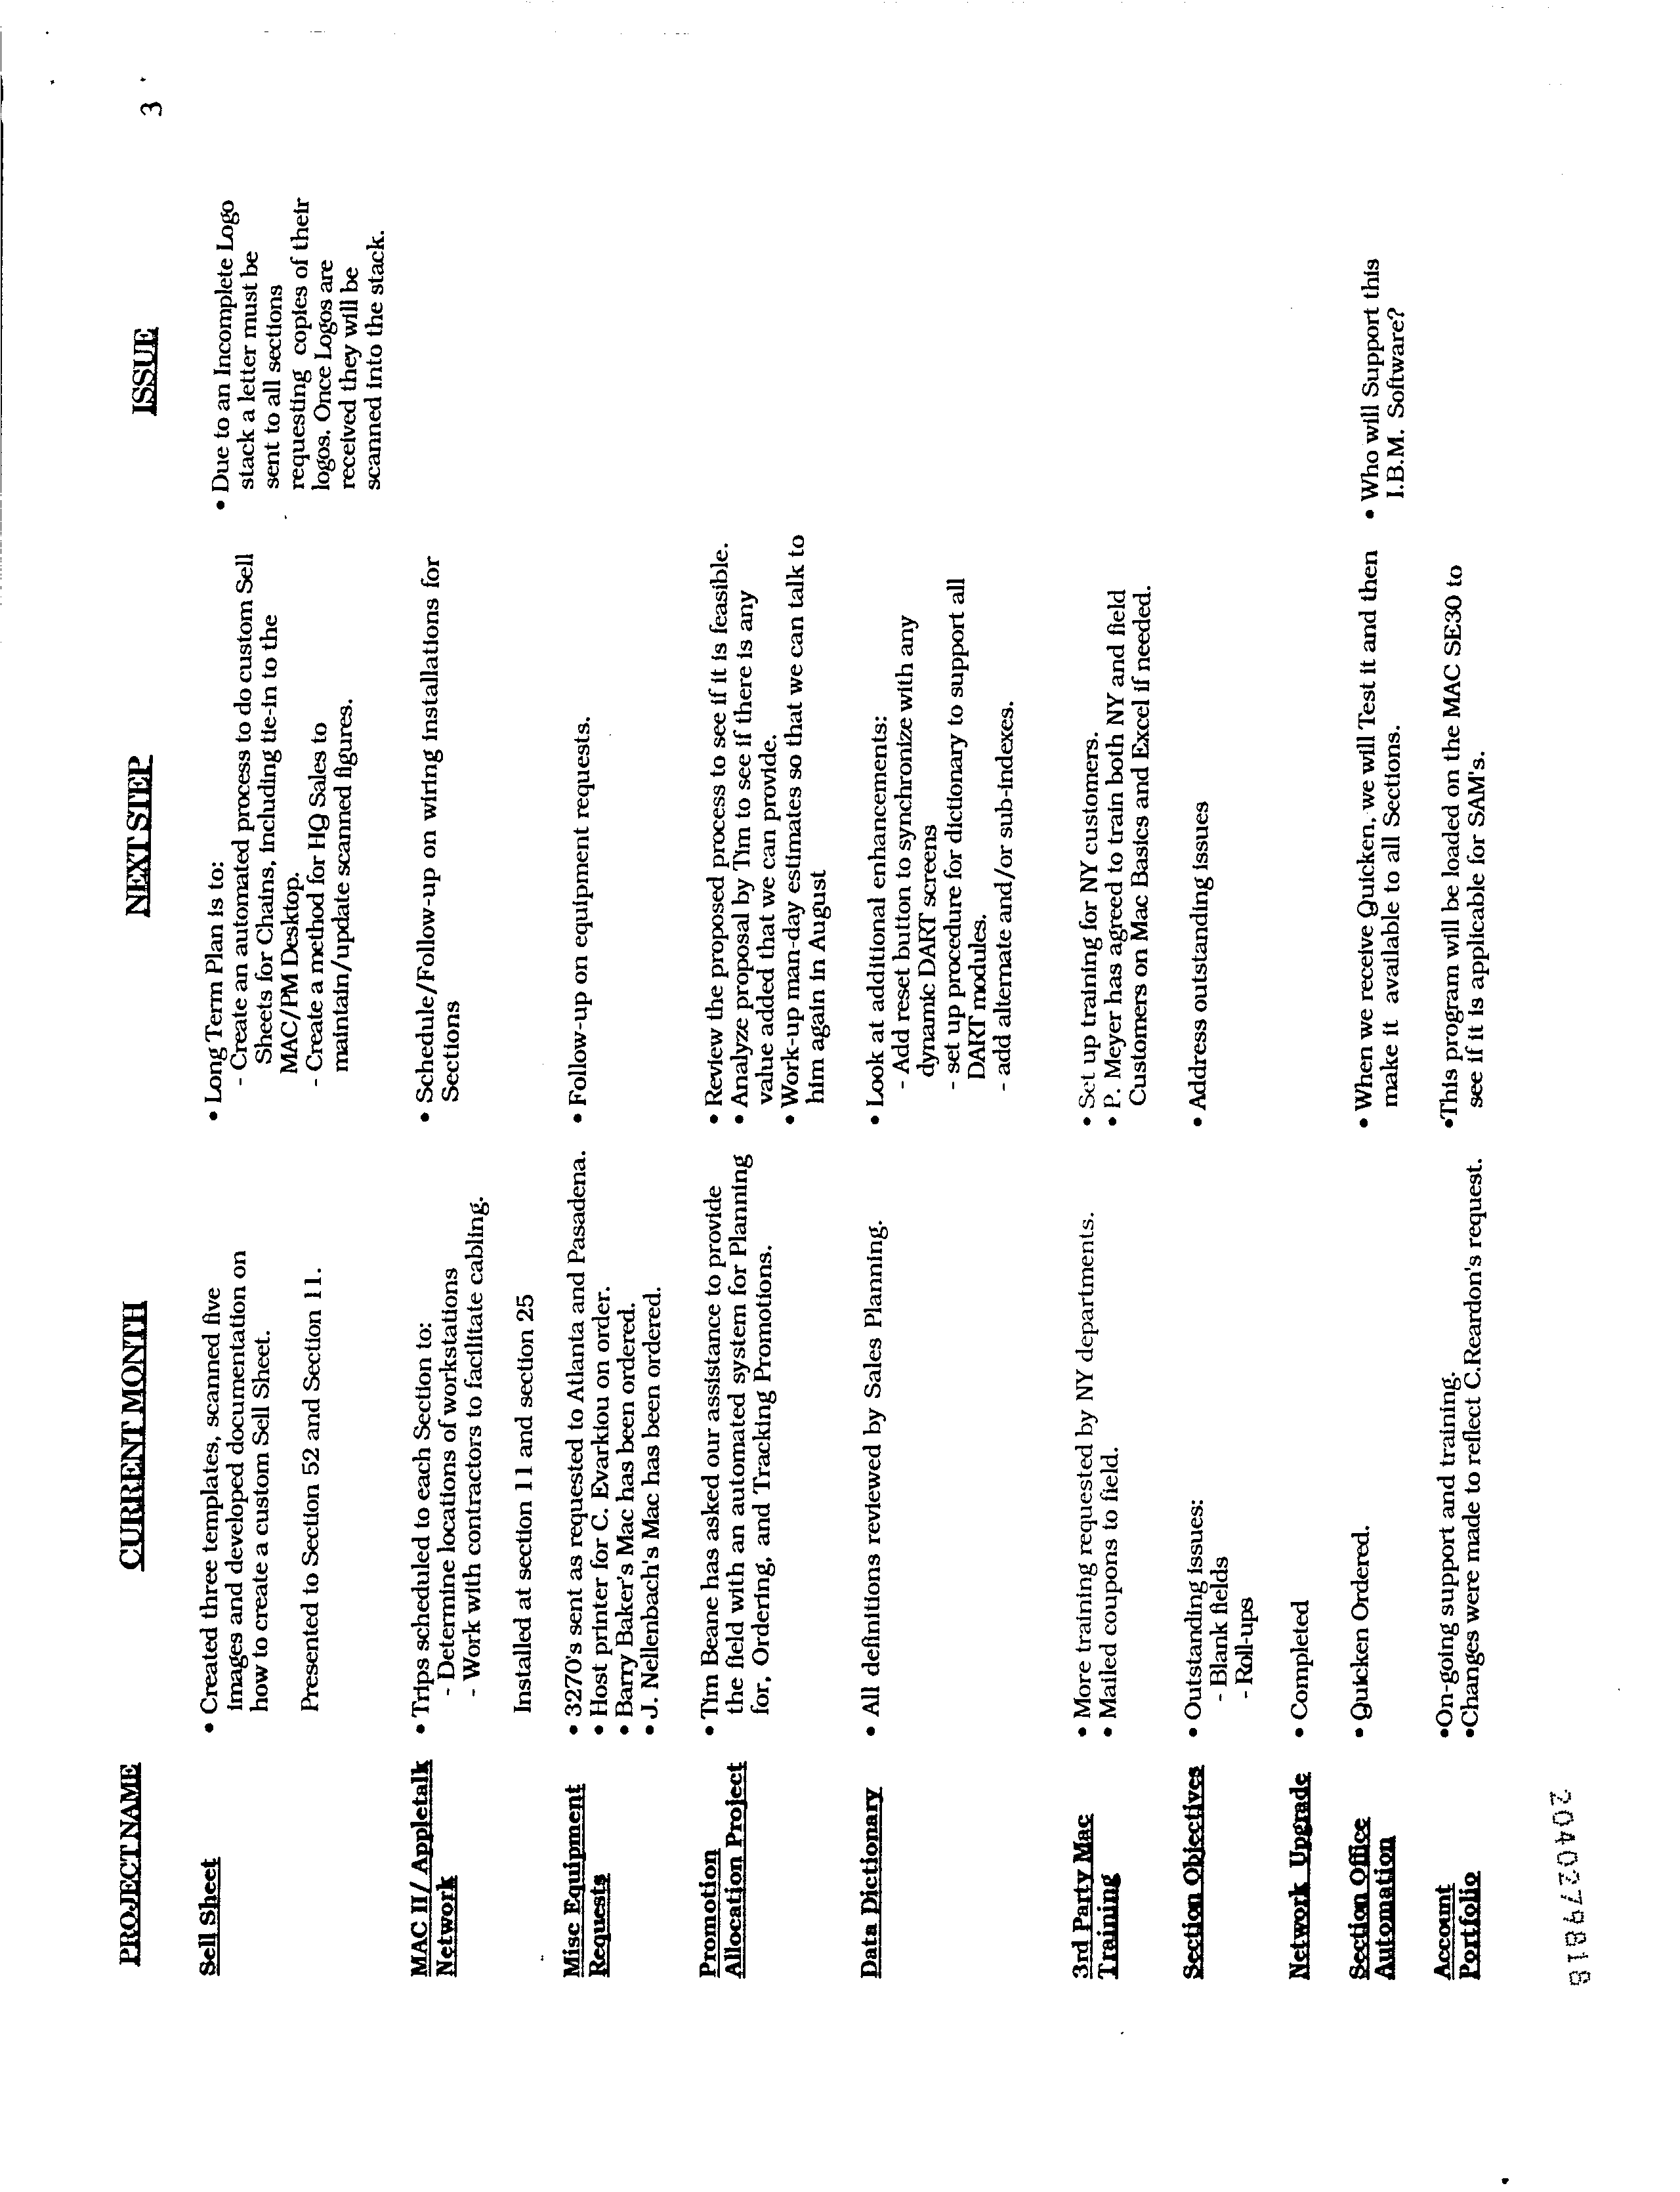 3
PROJECT NAME
CURRENT MONTH
NEXT STEP
ISSUE
Sell Sheet
• Created three templates, scanned five
images and developed documentation on
how to create a custom Sell Sheet.
Presented to Section 52 and Section 11.
• Long Term Plan is to:
- Create an automated process to do custom Sell
Sheets for Chains, including tie-in to the
MAC/PM Desktop.
- Create a method for HQ Sales to
maintain/update scanned figures.
• Due to an Incomplete Logo
stack a letter must be
sent to all sections
requesting copies of their
logos. Once Logos are
received they will be
scanned into the stack.
MAC II / Appletalk
Network
• Trips scheduled to each Section to:
- Determine locations of workstations
- Work with contractors to facilitate cabling.
Installed at section 11 and section 25
• Schedule/Follow-up on wiring installations for
Sections
Misc Equipment
Requests
• 3270's sent as requested to Atlanta and Pasadena.
• Host printer for C. Evarkiou on order.
• Barry Baker's Mac has been ordered.
• J. Nellenbach's Mac has been ordered.
• Follow-up on equipment requests.
Promotion
Allocation Project
• Tim Beane has asked our assistance to provide
the field with an automated system for Planning
for, Ordering, and Tracking Promotions.
• Review the proposed process to see if it is feasible.
• Analyze proposal by Tim to see if there is any
value added that we can provide.
• Work-up man-day estimates so that we can talk to
him again in August
Data Dictionary
• All definitions reviewed by Sales Planning.
• Look at additional enhancements:
- Add reset button to synchronize with any
dynamic DART screens
- set up procedure for dictionary to support all
DART modules.
- add alternate and/or sub-indexes.
3rd Party Mac
Training
• More training requested by NY departments.
• Mailed coupons to field.
• Set up training for NY customers.
• P. Meyer has agreed to train both NY and field
Customers on Mac Basics and Excel if needed.
Section Objectives
• Outstanding issues:
- Blank fields
- Roll-ups
• Address outstanding issues
Network Upgrade
• Completed
Section Office
Automation
• Quicken Ordered.
• When we receive Quicken, we will Test it and then
make it available to all Sections.
• Who will Support this
I.B.M. Software?
Account
Portfolio
•On-going support and training.
•Changes were made to reflect C.Reardon's request.
•This program will be loaded on the MAC SE30 to
see if it is applicable for SAM's.
2040279818